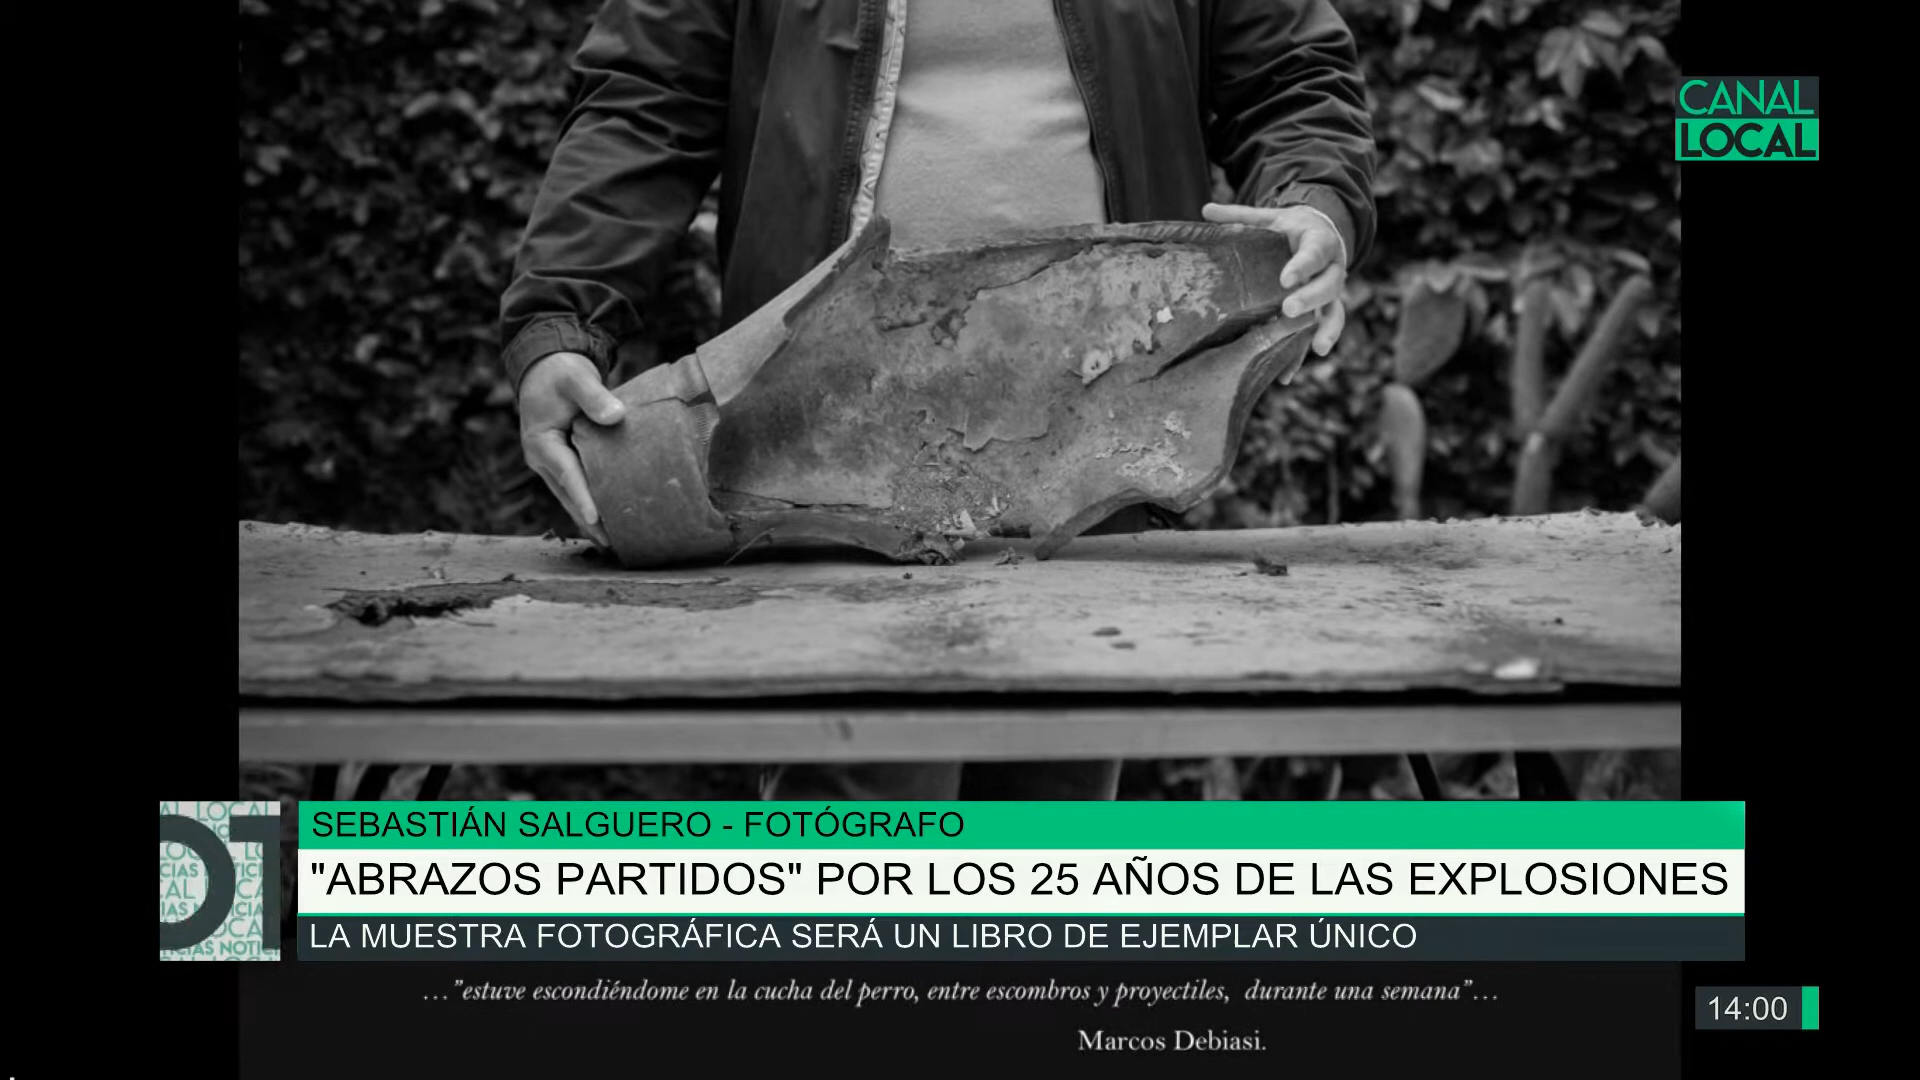 CANAL
LOCAL
SEBASTIÁN SALGUERO - FOTÓGRAFO
"ABRAZOS PARTIDOS" POR LOS 25 AÑOS DE LAS EXPLOSIONES
LA MUESTRA FOTOGRÁFICA SERÁ UN LIBRO DE EJEMPLAR ÚNICO
…"estuve escondiéndome en la cucha del perro, entre escombros y proyectiles, durante una semana"…
Marcos Debiasi.
14:00